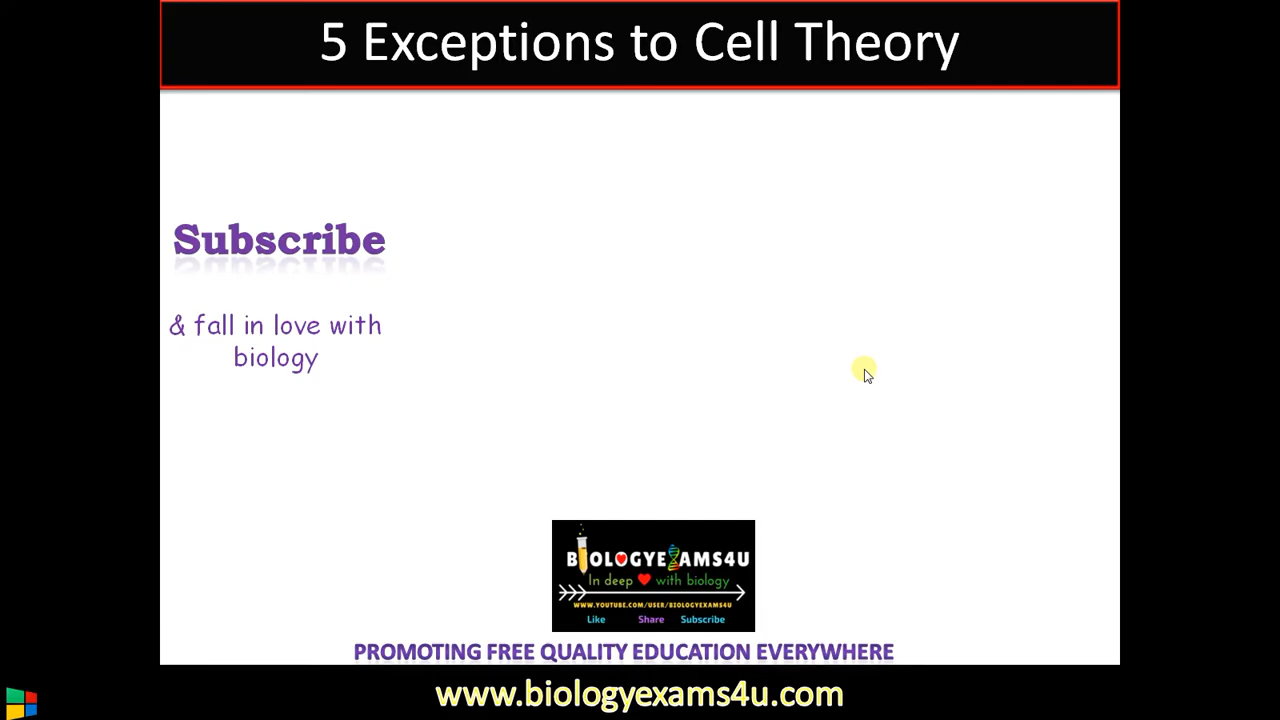 5 Exceptions to Cell Theory
Subscribe
& fall in love with
biology
BIOLOGYEXAMS4U
In deep with biology
WWW.YOUTUBE.COM/USER/BIOLOGYEXAMS4U
Like Share Subscribe
PROMOTING FREE QUALITY EDUCATION EVERYWHERE
www.biologyexams4u.com